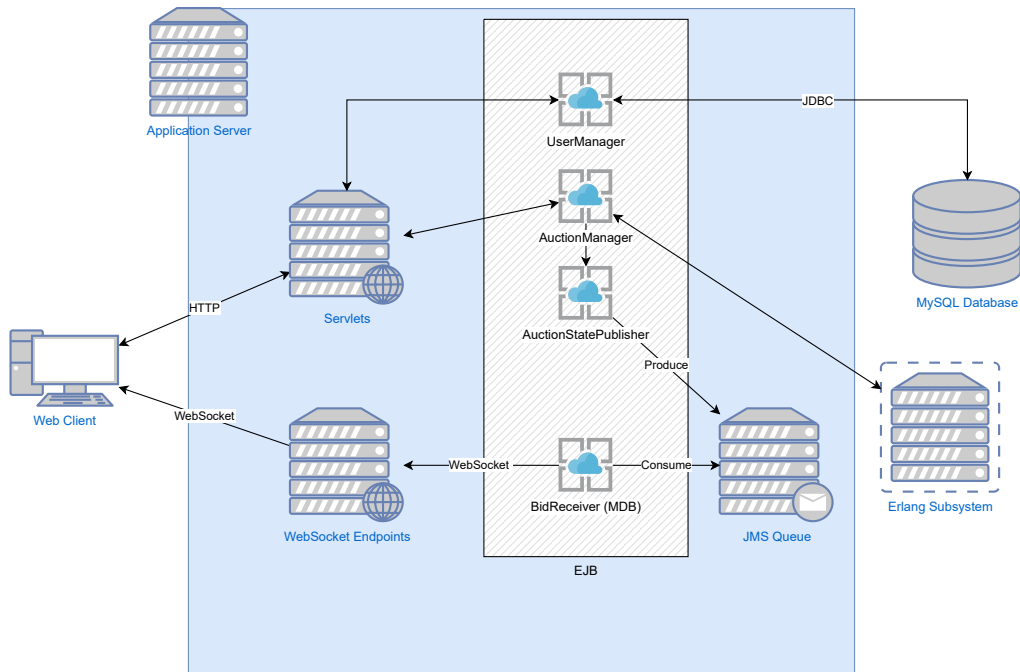 Application Server
UserManager
JDBC
AuctionManager
MySQL Database
HTTP
Servlets
AuctionStatePublisher
Produce
Web Client
WebSocket
WebSocket
Consume
Erlang Subsystem
BidReceiver (MDB)
WebSocket Endpoints
JMS Queue
EJB